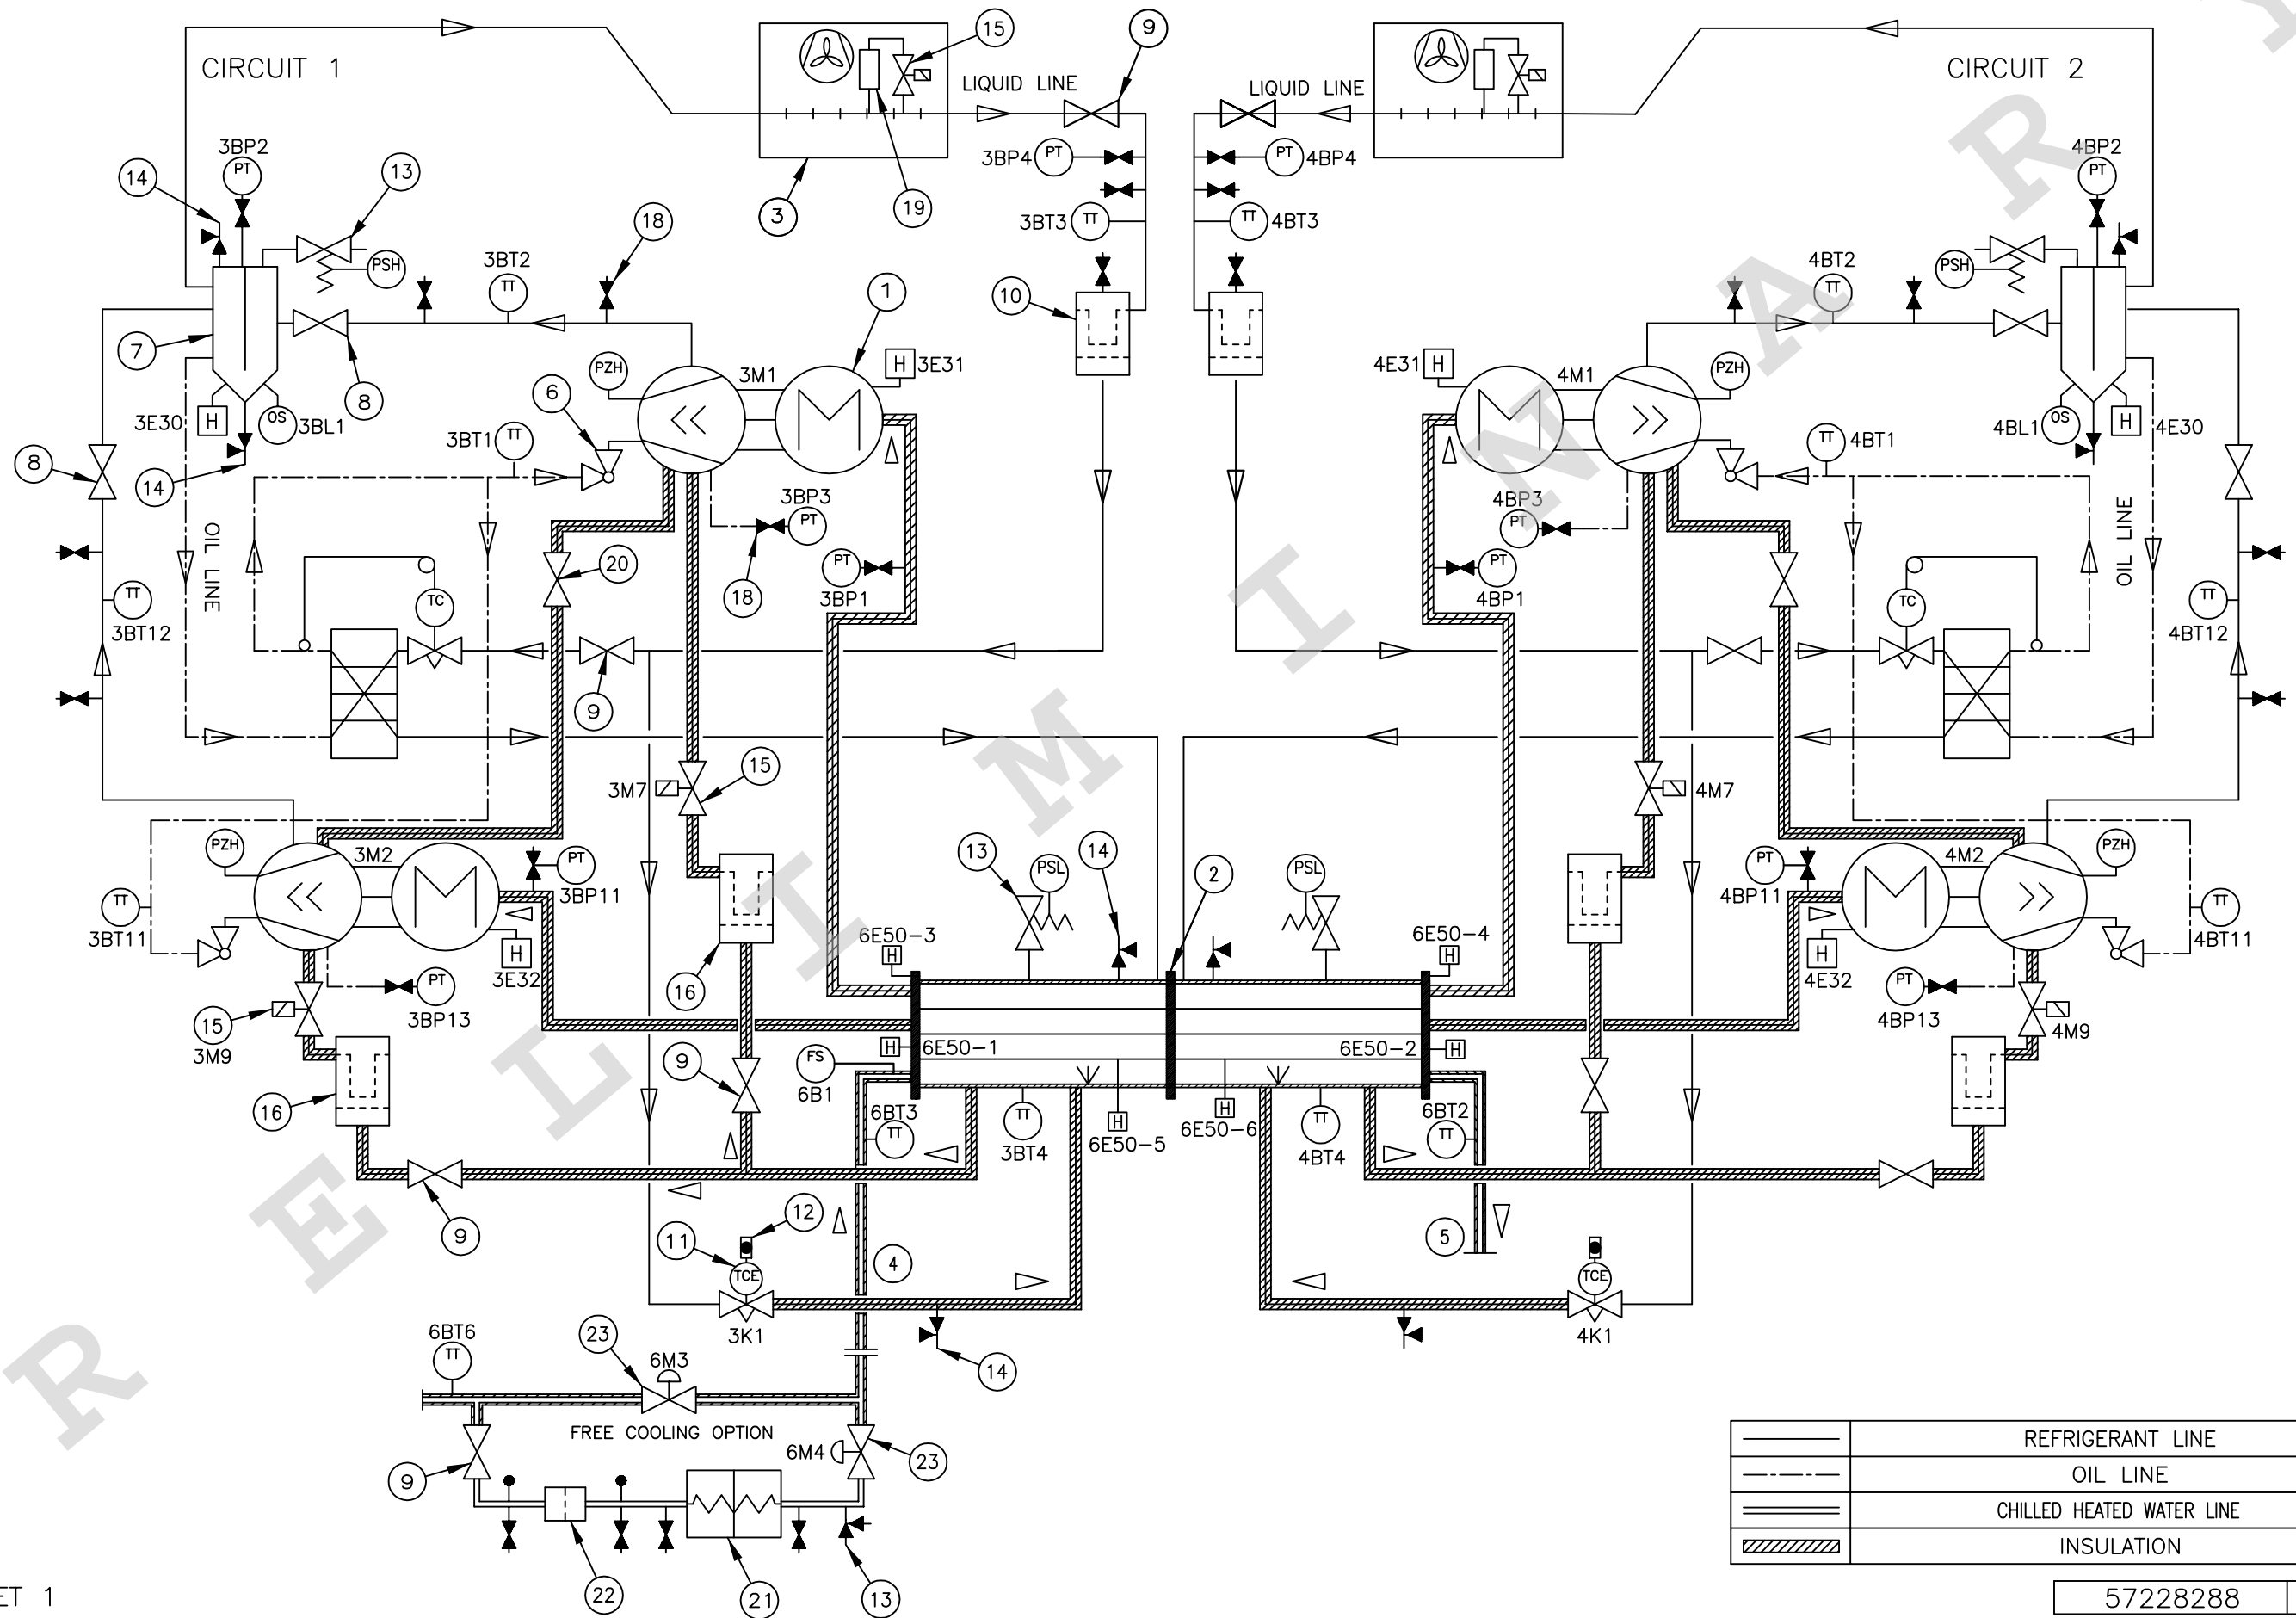 CIRCUIT 1
CIRCUIT 2
15
9
LIQUID LINE
LIQUID LINE
3
19
14
3BP2
PT
13
PSH
18
3BT2
TT
1
3BP4
PT
PT
4BP4
3BT3
TT
TT
4BT3
10
7
8
6
PZH
3M1
H
3E31
3E30
H
OS
3BL1
14
8
3BT1
TT
OIL LINE
3BP3
PT
18
20
PT
3BP1
TC
9
TT
3BT12
4BP2
PT
PSH
4BT2
TT
4E31
H
4M1
PZH
4BL1
OS
H
4E30
TT
4BT1
4BP3
PT
PT
4BP1
OIL LINE
TC
TT
4BT12
3M7
15
4M7
PZH
3M2
PT
3BP11
TT
3BT11
H
3E32
PT
3BP13
15
3M9
16
16
13
PSL
14
2
PSL
6E50-3
H
6E50-4
H
H
6E50-1
6E50-2
H
FS
6B1
9
6BT3
TT
TT
3BT4
H
6E50-5
H
6E50-6
TT
4BT4
6BT2
TT
PT
4BP11
4M2
PZH
H
4E32
PT
4BP13
TT
4BT11
4M9
9
11
12
TCE
3K1
4
5
TCE
4K1
14
6BT6
TT
23
6M3
FREE COOLING OPTION
6M4
23
9
22
21
13
REFRIGERANT LINE
OIL LINE
CHILLED HEATED WATER LINE
INSULATION
57228288
ET 1
RELIMINARY